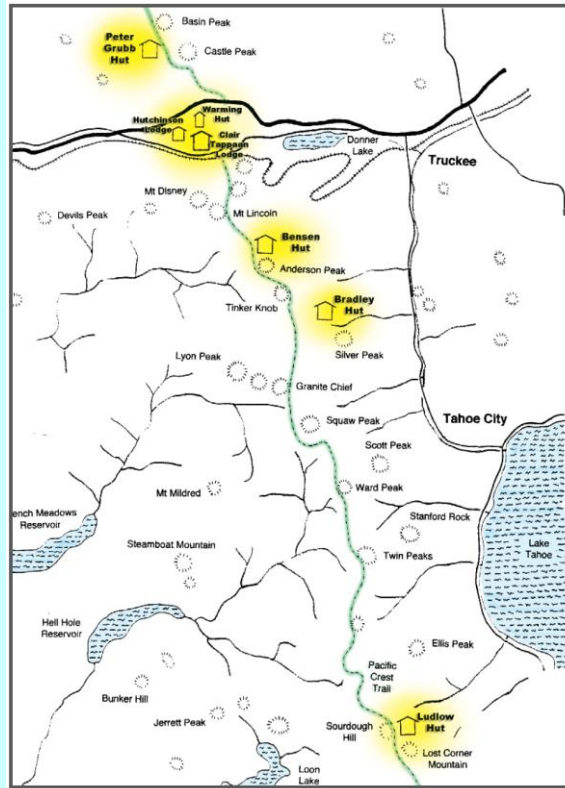 Basin Peak
Peter
Grubb
Hut
Castle Peak
Warming
Hut
Hutchinson
Lodge
Clair
Tappaan
Lodge
Donner
Lake
Truckee
Mt Disney
Devils Peak
Mt Lincoln
Bensen
Hut
Anderson Peak
Tinker Knob
Bradley
Hut
Silver Peak
Lyon Peak
Granite Chief
Tahoe City
Squaw Peak
Scott Peak
Mt Mildred
Ward Peak
ench Meadows
Reservoir
Stanford Rock
Steamboat Mountain
Twin Peaks
Lake
Tahoe
Hell Hole
Reservoir
Ellis Peak
Pacific
Crest
Trail
Bunker Hill
Jerrett Peak
Sourdough
Hill
Ludlow
Hut
Lost Corner
Mountain
Loon
Lake